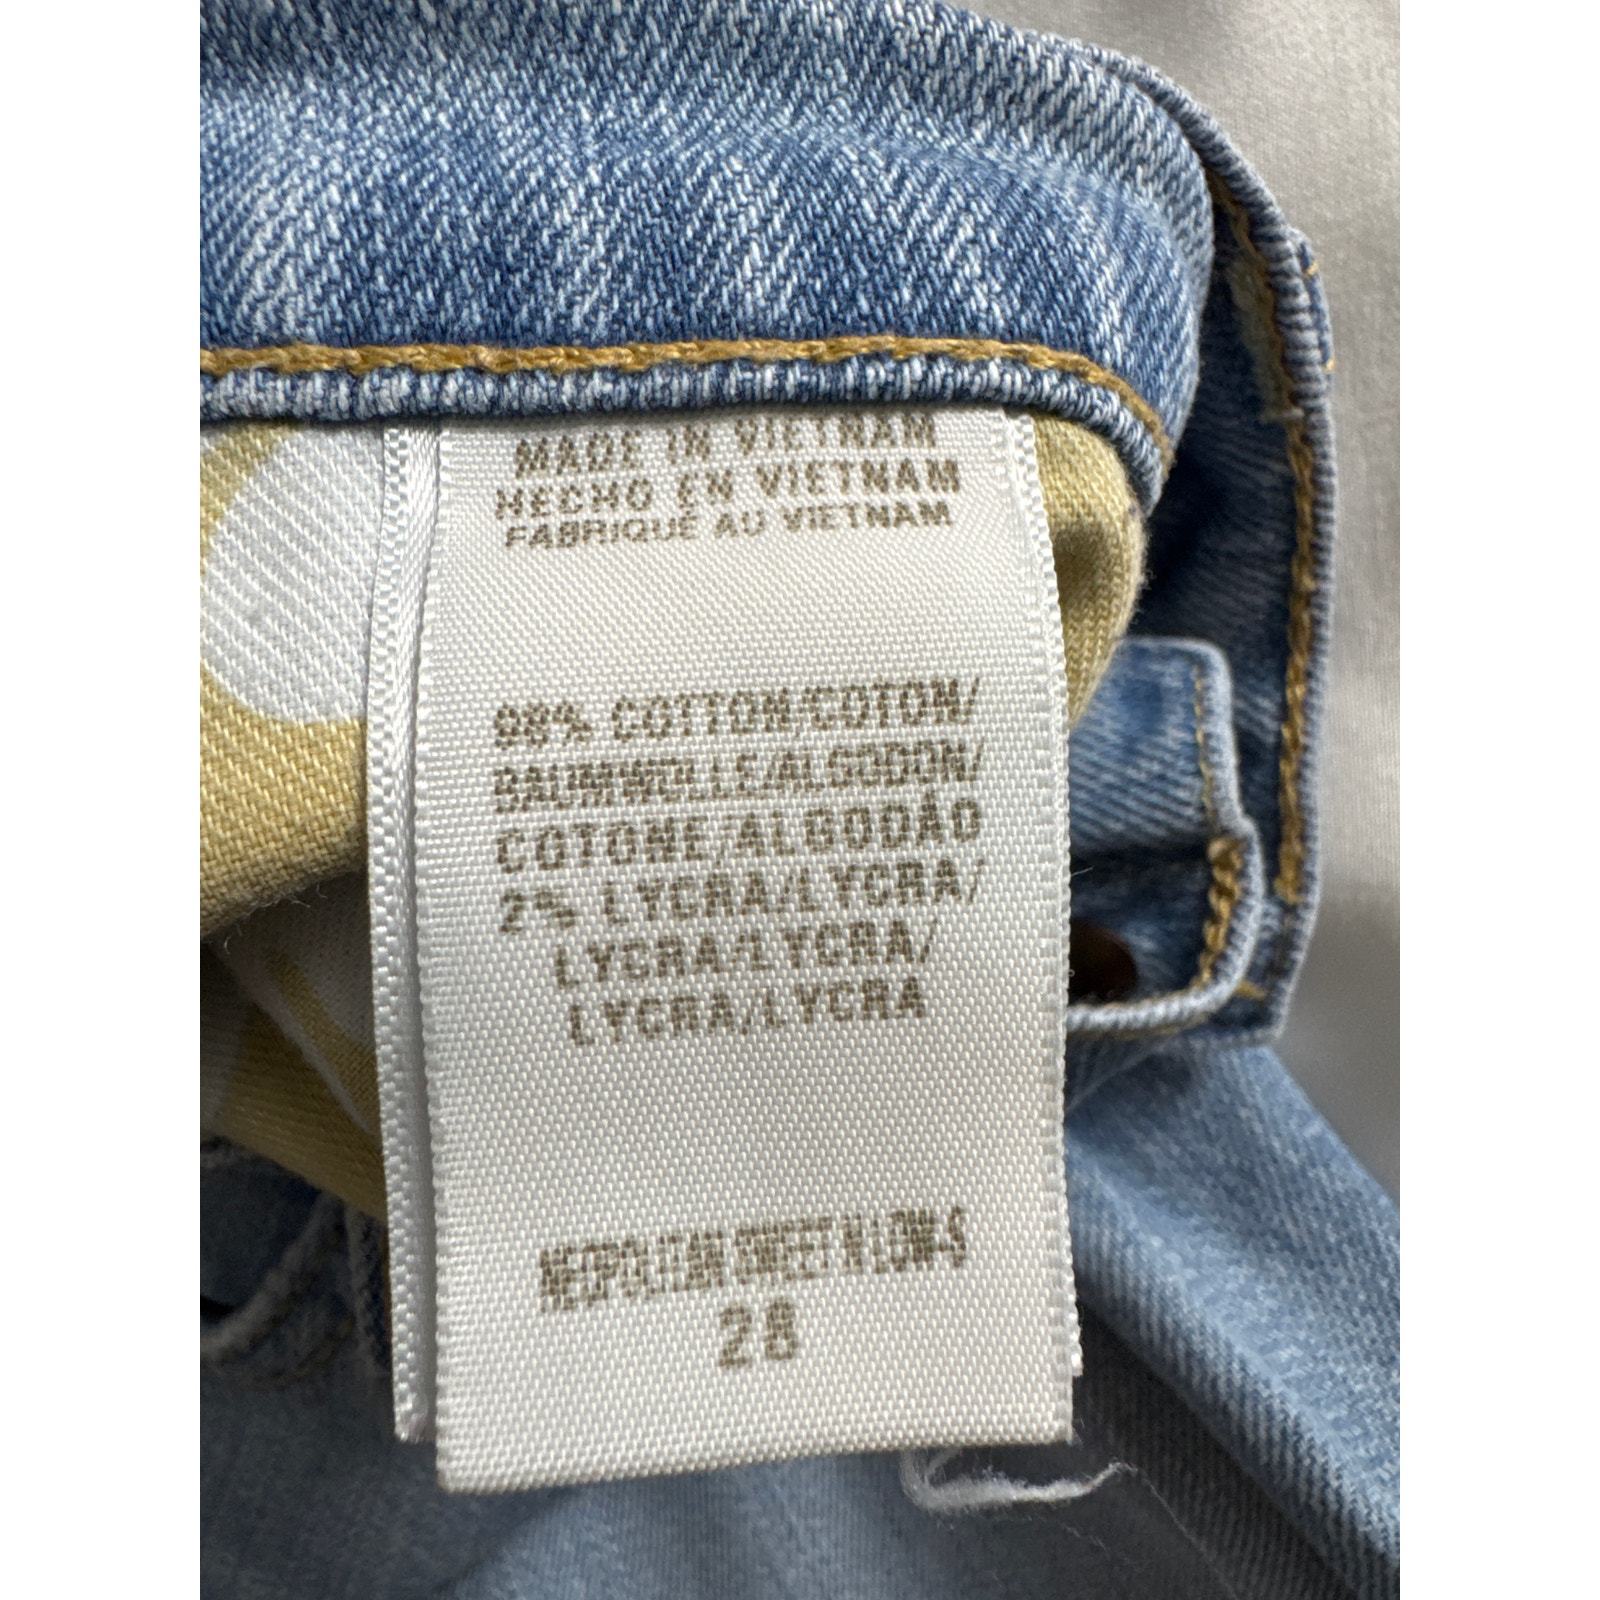 MADE IN VIETNAM
HECHO EN VIETNAM
FABRIQUÉ AU VIETNAM
98% COTTON/COTON/
BAUMWOLLE/ALGODON/
COTONE/ALGODÃO
2% LYCRA/LYCRA/
LYCRA/LYCRA/
LYCRA/LYCRA
28